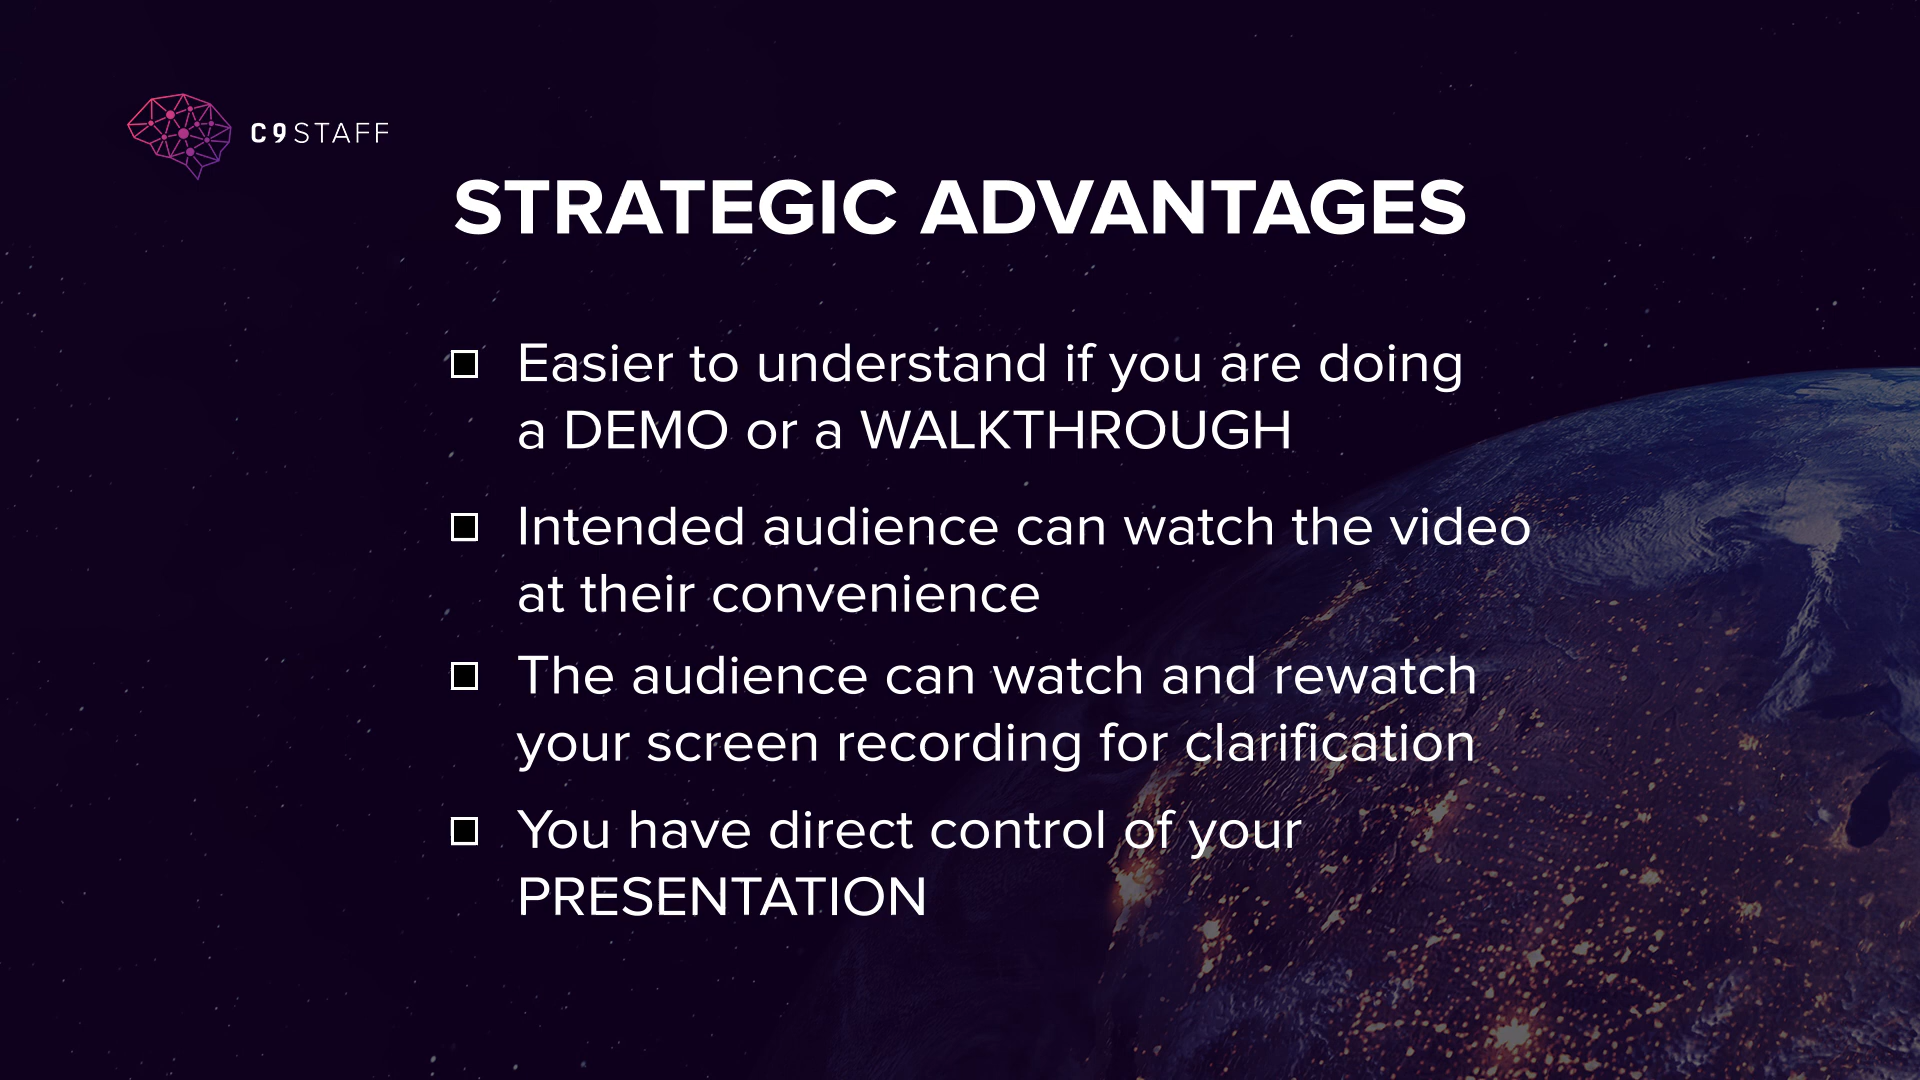 C9STAFF
STRATEGIC ADVANTAGES
Easier to understand if you are doing
a DEMO or a WALKTHROUGH
Intended audience can watch the video
at their convenience
The audience can watch and rewatch
your screen recording for clarification
You have direct control of your
PRESENTATION